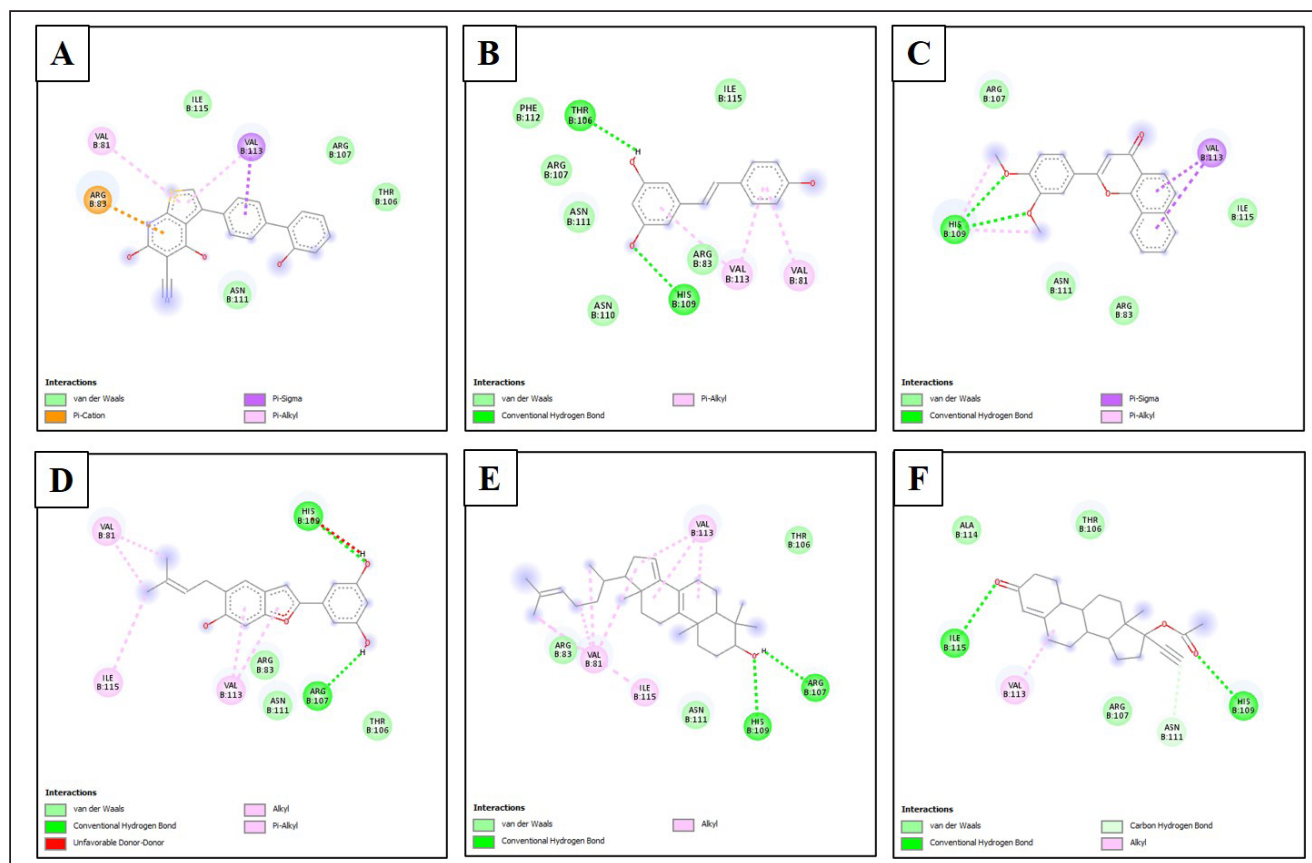 A
ILE
B:115
VAL
B:81
VAL
B:113
ARG
B:107
ARG
B:83
THR
B:106
ASN
B:111
Interactions
van der Waals
Pi-Cation
Pi-Sigma
Pi-Alkyl
B
PHE
B:112
THR
B:106
ILE
B:115
H
ARG
B:107
ASN
B:111
ARG
B:83
VAL
B:113
VAL
B:81
HIS
B:109
ASN
B:110
Interactions
van der Waals
Conventional Hydrogen Bond
Pi-Alkyl
C
ARG
B:107
VAL
B:113
HIS
B:109
ILE
B:115
ASN
B:111
ARG
B:83
Interactions
van der Waals
Conventional Hydrogen Bond
Pi-Sigma
Pi-Alkyl
D
HIS
B:109
VAL
B:81
H
H
ILE
B:115
VAL
B:113
ARG
B:83
ASN
B:111
ARG
B:107
THR
B:106
Interactions
van der Waals
Conventional Hydrogen Bond
Unfavorable Donor-Donor
Alkyl
Pi-Alkyl
E
VAL
B:113
THR
B:106
ARG
B:83
VAL
B:81
ILE
B:115
H
ARG
B:107
ASN
B:111
HIS
B:109
Interactions
van der Waals
Conventional Hydrogen Bond
Alkyl
F
ALA
B:114
THR
B:106
ILE
B:115
VAL
B:113
ARG
B:107
ASN
B:111
HIS
B:109
Interactions
van der Waals
Conventional Hydrogen Bond
Carbon Hydrogen Bond
Alkyl